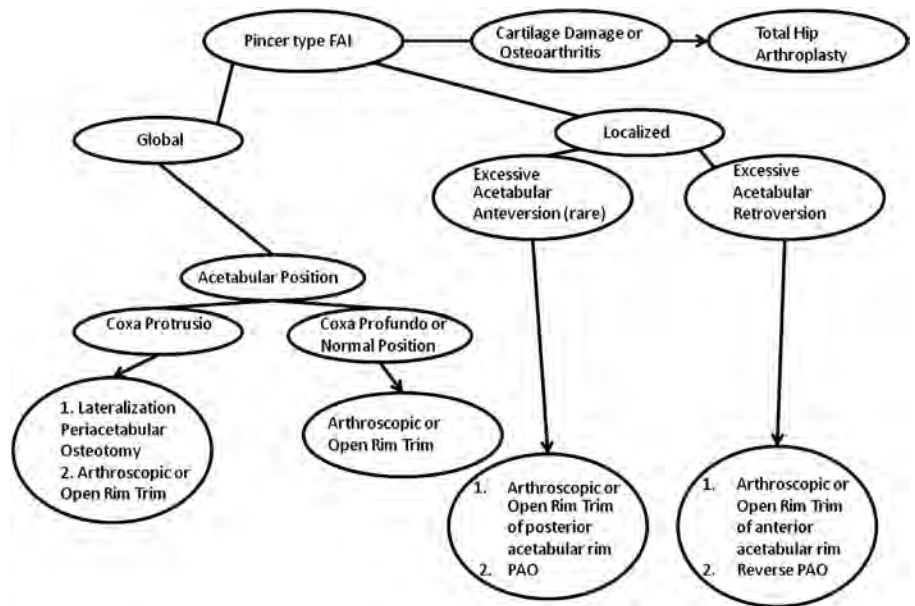 Pincer type FAI
Cartilage Damage or
Osteoarthritis
Total Hip
Arthroplasty
Global
Localized
Excessive
Acetabular
Anteversion (rare)
Excessive
Acetabular
Retroversion
Acetabular Position
Coxa Protrusio
Coxa Profundo or
Normal Position
1. Lateralization
Periacetabular
Osteotomy
2. Arthroscopic or
Open Rim Trim
Arthroscopic or
Open Rim Trim
1. Arthroscopic or
Open Rim Trim
of posterior
acetabular rim
2. PAO
1. Arthroscopic or
Open Rim Trim
of anterior
acetabular rim
2. Reverse PAO